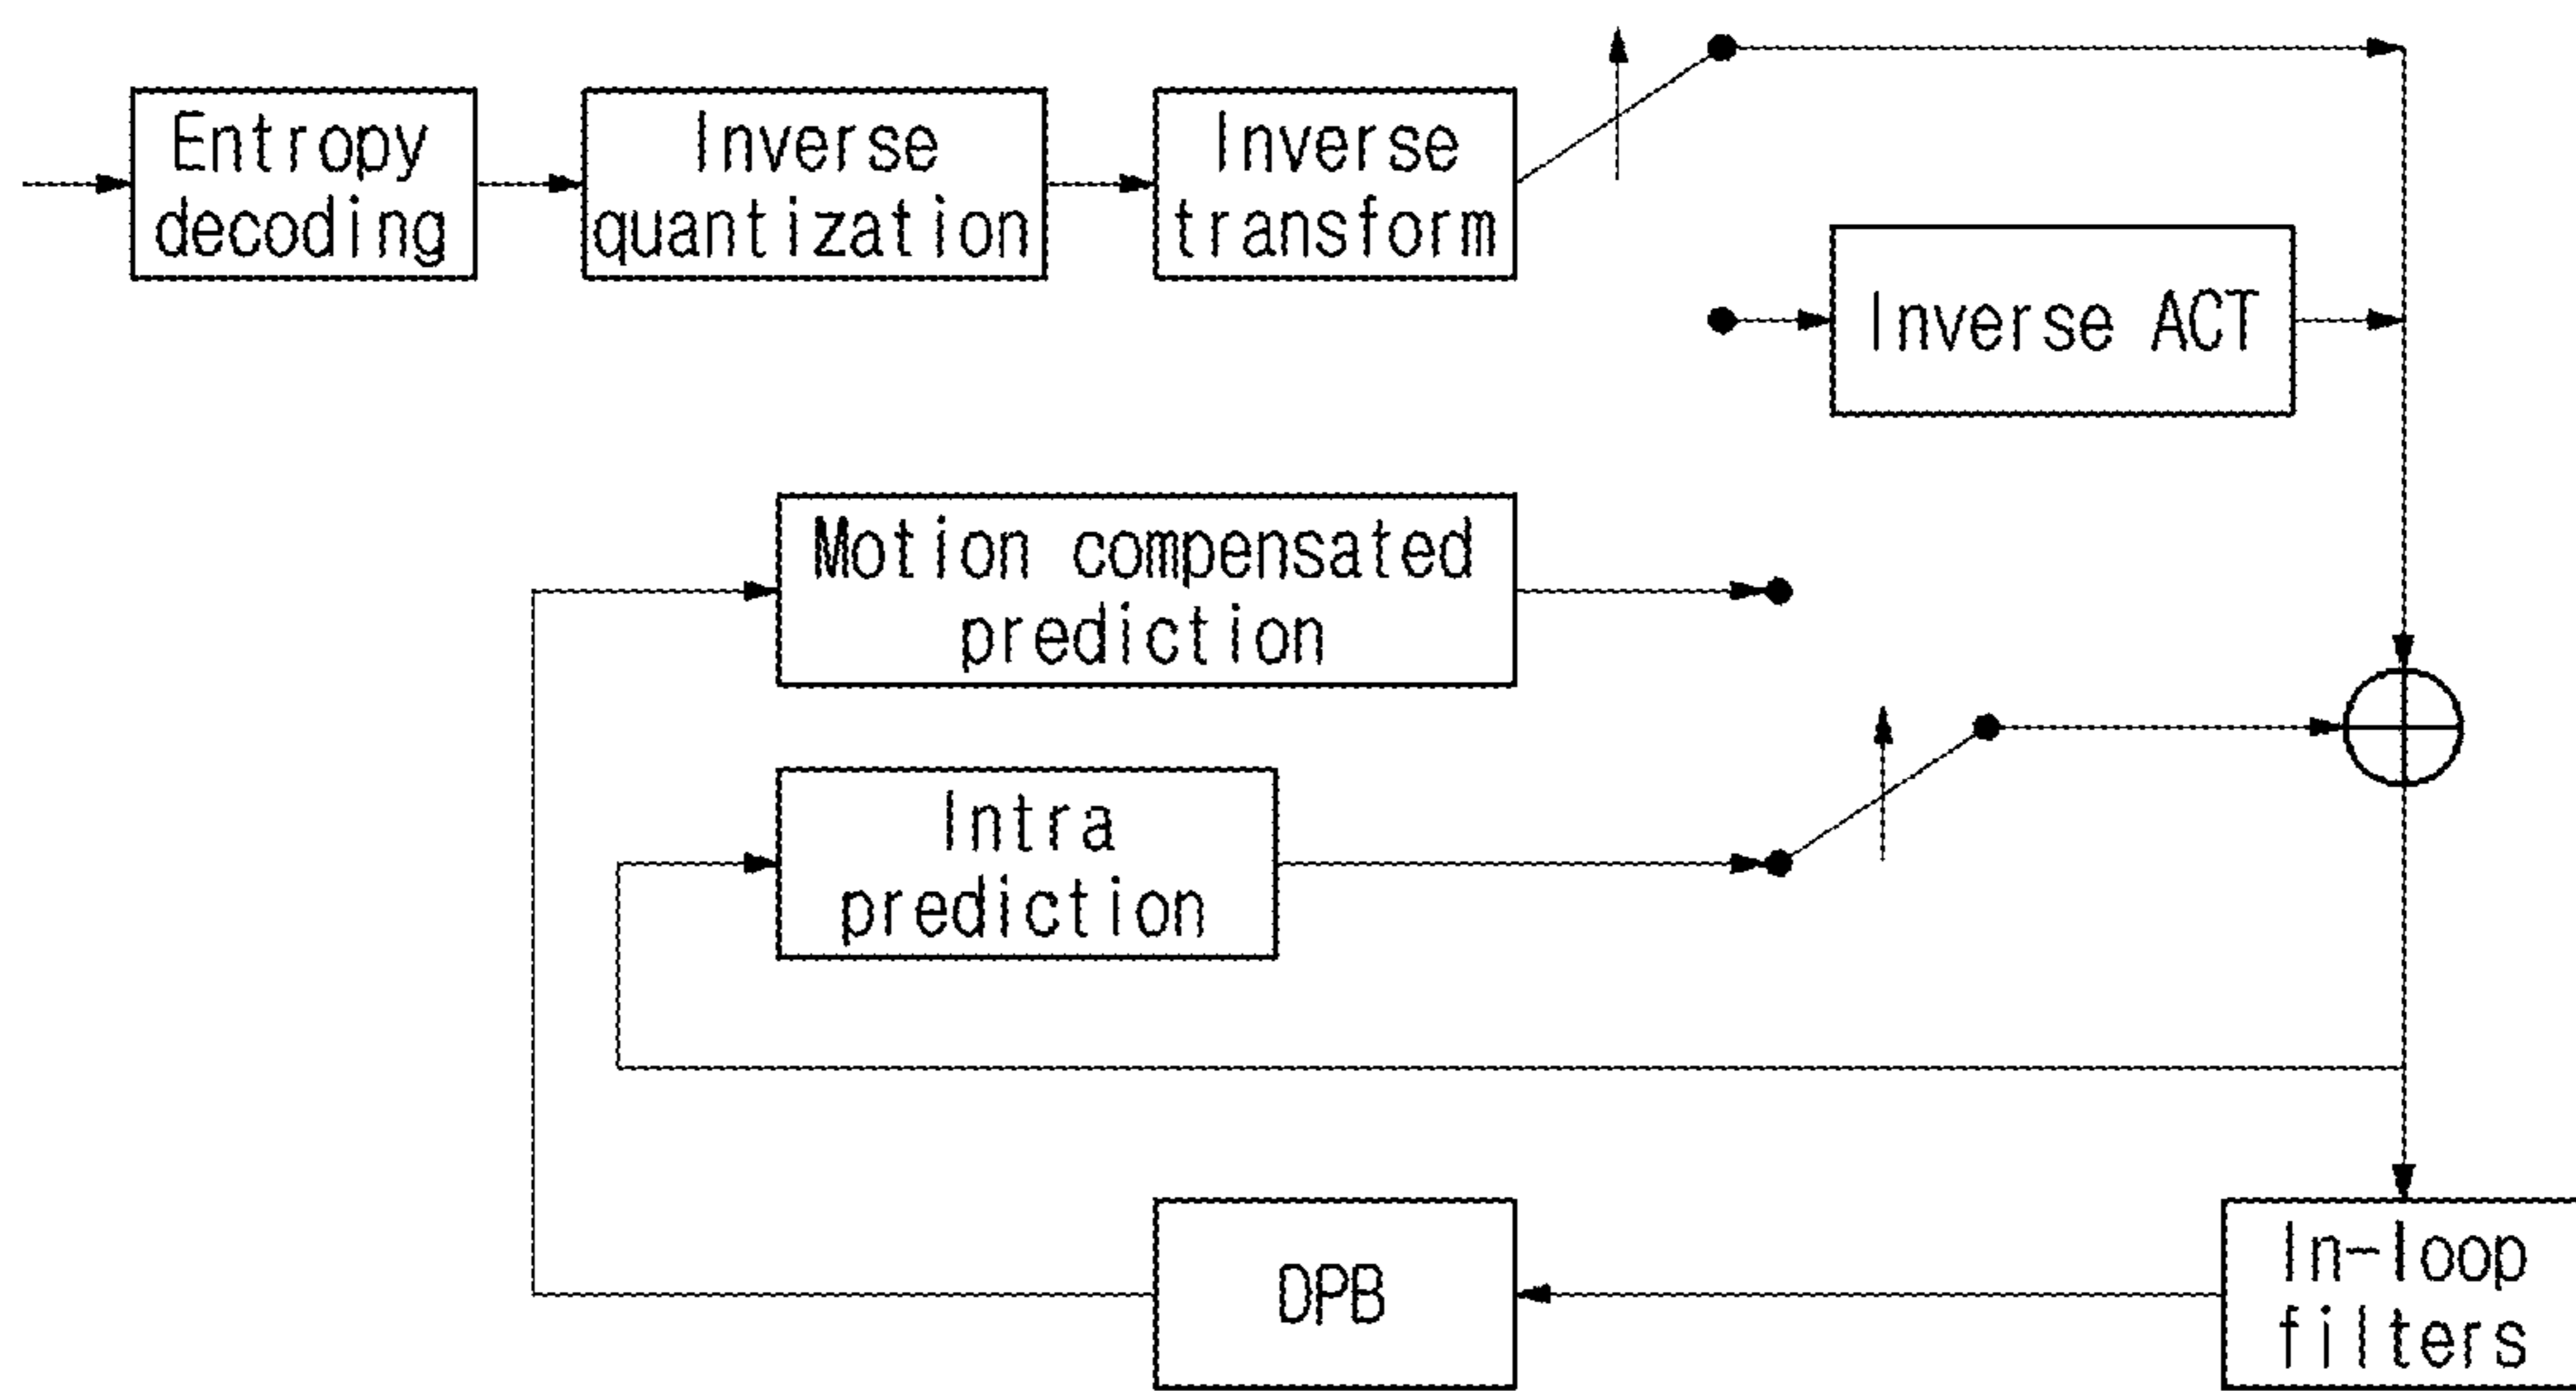 Entropy
decoding
Inverse
quantization
Inverse
transform
Inverse ACT
Motion compensated
prediction
Intra
prediction
DPB
In-loop
filters